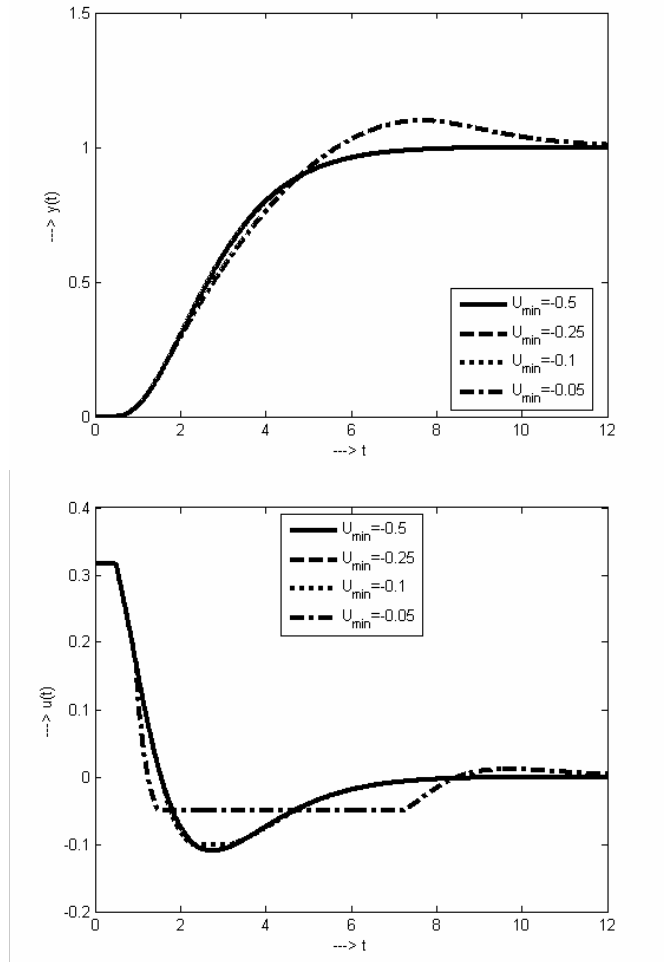 1.5
1
0.5
0
---> y(t)
U_min=-0.5
U_min=-0.25
U_min=-0.1
U_min=-0.05
0 2 4 6 8 10 12
---> t
0.4
0.3
0.2
0.1
0
-0.1
-0.2
---> u(t)
U_min=-0.5
U_min=-0.25
U_min=-0.1
U_min=-0.05
0 2 4 6 8 10 12
---> t